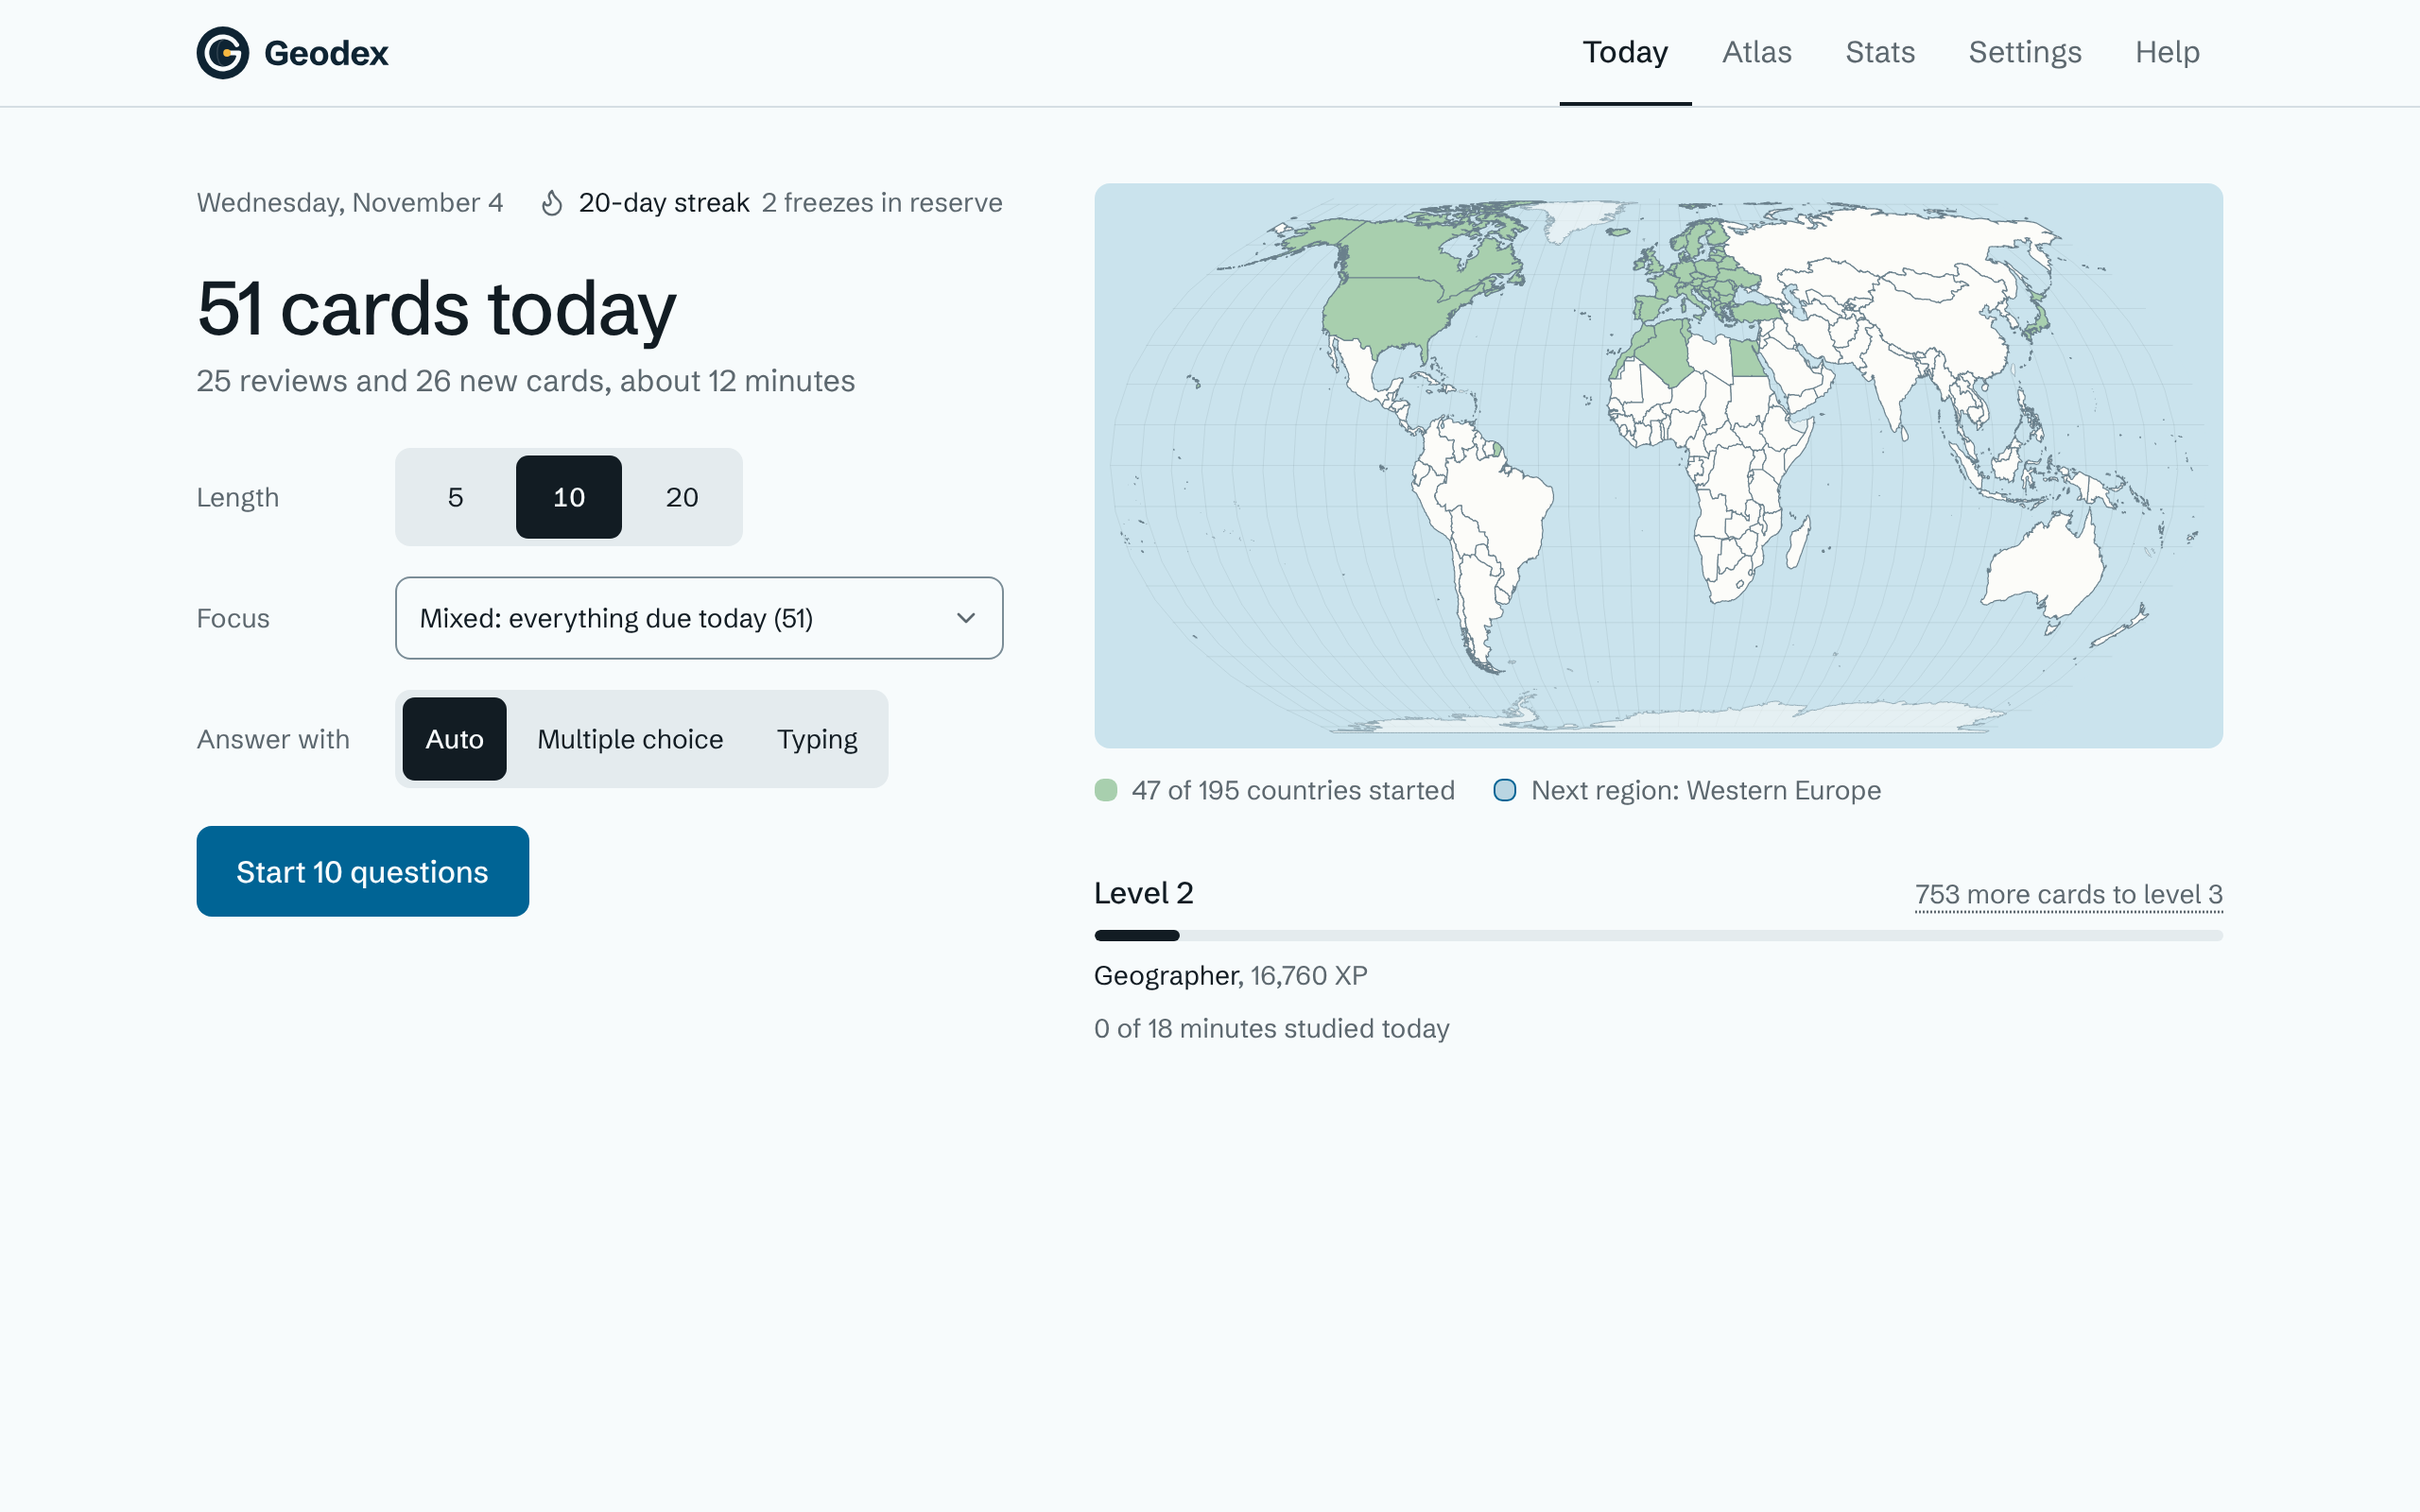 Geodex
Today Atlas Stats Settings Help
Wednesday, November 4 20-day streak 2 freezes in reserve
51 cards today
25 reviews and 26 new cards, about 12 minutes
Length 5 10 20
Focus Mixed: everything due today (51)
Answer with Auto Multiple choice Typing
Start 10 questions
47 of 195 countries started Next region: Western Europe
Level 2 753 more cards to level 3
Geographer, 16,760 XP
0 of 18 minutes studied today